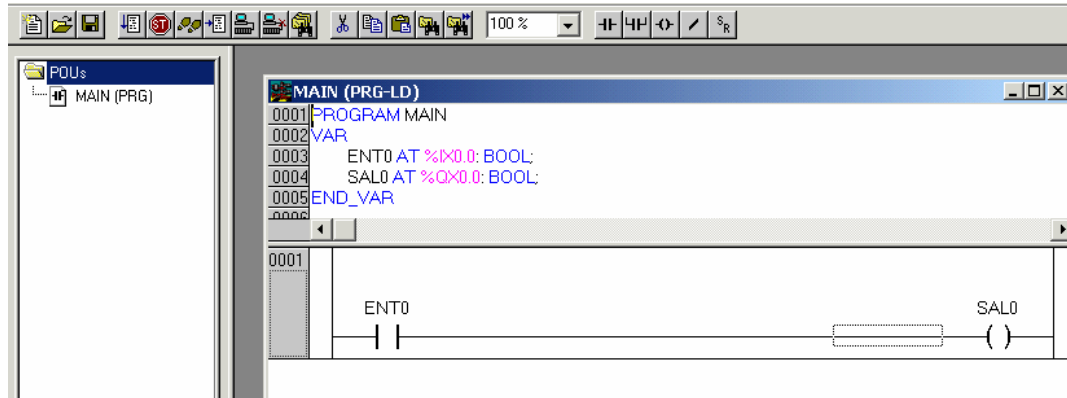 100 %
S
R
POUs
MAIN (PRG)
MAIN (PRG-LD)
0001 PROGRAM MAIN
0002 VAR
0003 ENT0 AT %IX0.0: BOOL;
0004 SAL0 AT %QX0.0: BOOL;
0005 END_VAR
0006
0001
ENT0 SAL0